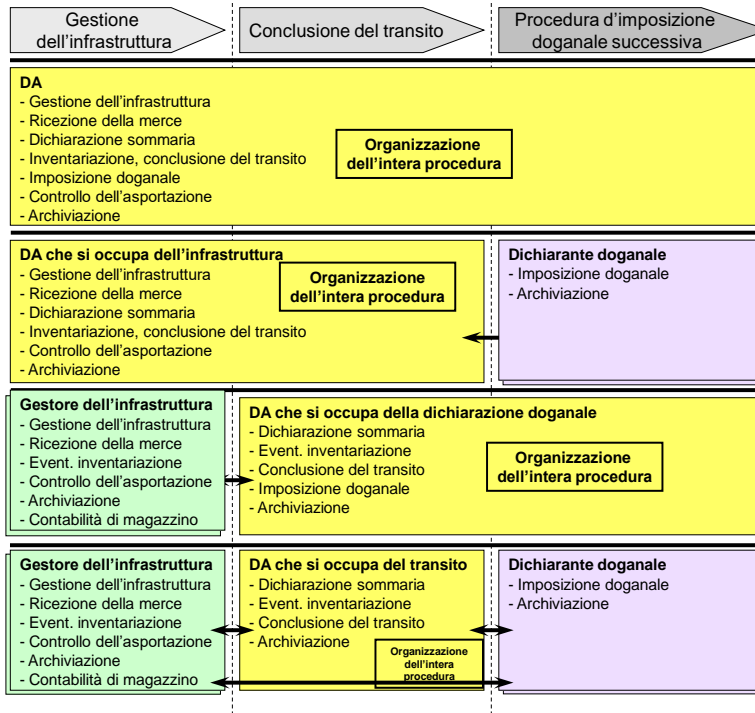 Gestione
dell'infrastruttura
Conclusione del transito
Procedura d'imposizione
doganale successiva
DA
- Gestione dell'infrastruttura
- Ricezione della merce
- Dichiarazione sommaria
- Inventariazione, conclusione del transito
- Imposizione doganale
- Controllo dell'asportazione
- Archiviazione
Organizzazione
dell'intera procedura
DA che si occupa dell'infrastruttura
- Gestione dell'infrastruttura
- Ricezione della merce
- Dichiarazione sommaria
- Inventariazione, conclusione del transito
- Controllo dell'asportazione
- Archiviazione
Organizzazione
dell'intera procedura
Dichiarante doganale
- Imposizione doganale
- Archiviazione
Gestore dell'infrastruttura
- Gestione dell'infrastruttura
- Ricezione della merce
- Event. inventariazione
- Controllo dell'asportazione
- Archiviazione
- Contabilità di magazzino
DA che si occupa della dichiarazione doganale
- Dichiarazione sommaria
- Event. inventariazione
- Conclusione del transito
- Imposizione doganale
- Archiviazione
Organizzazione
dell'intera procedura
Gestore dell'infrastruttura
- Gestione dell'infrastruttura
- Ricezione della merce
- Event. inventariazione
- Controllo dell'asportazione
- Archiviazione
- Contabilità di magazzino
DA che si occupa del transito
- Dichiarazione sommaria
- Event. inventariazione
- Conclusione del transito
- Archiviazione
Organizzazione
dell'intera
procedura
Dichiarante doganale
- Imposizione doganale
- Archiviazione